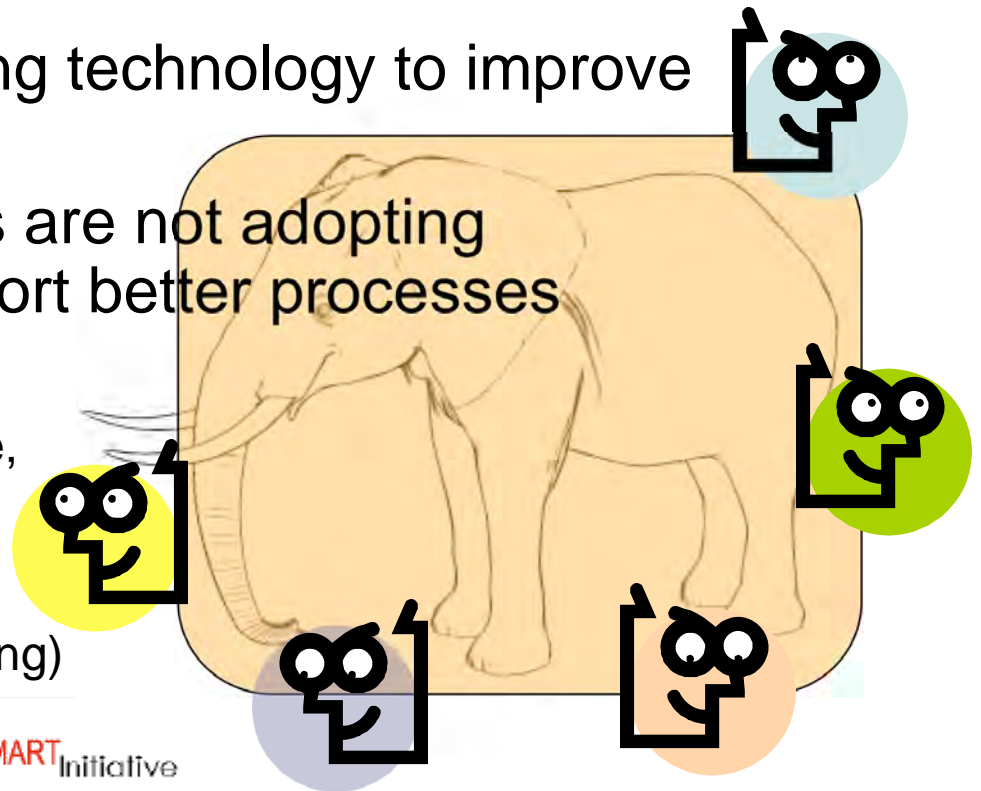 ng technology to improve
s are not adopting
ort better processes
e,
ng)
MART Initiative